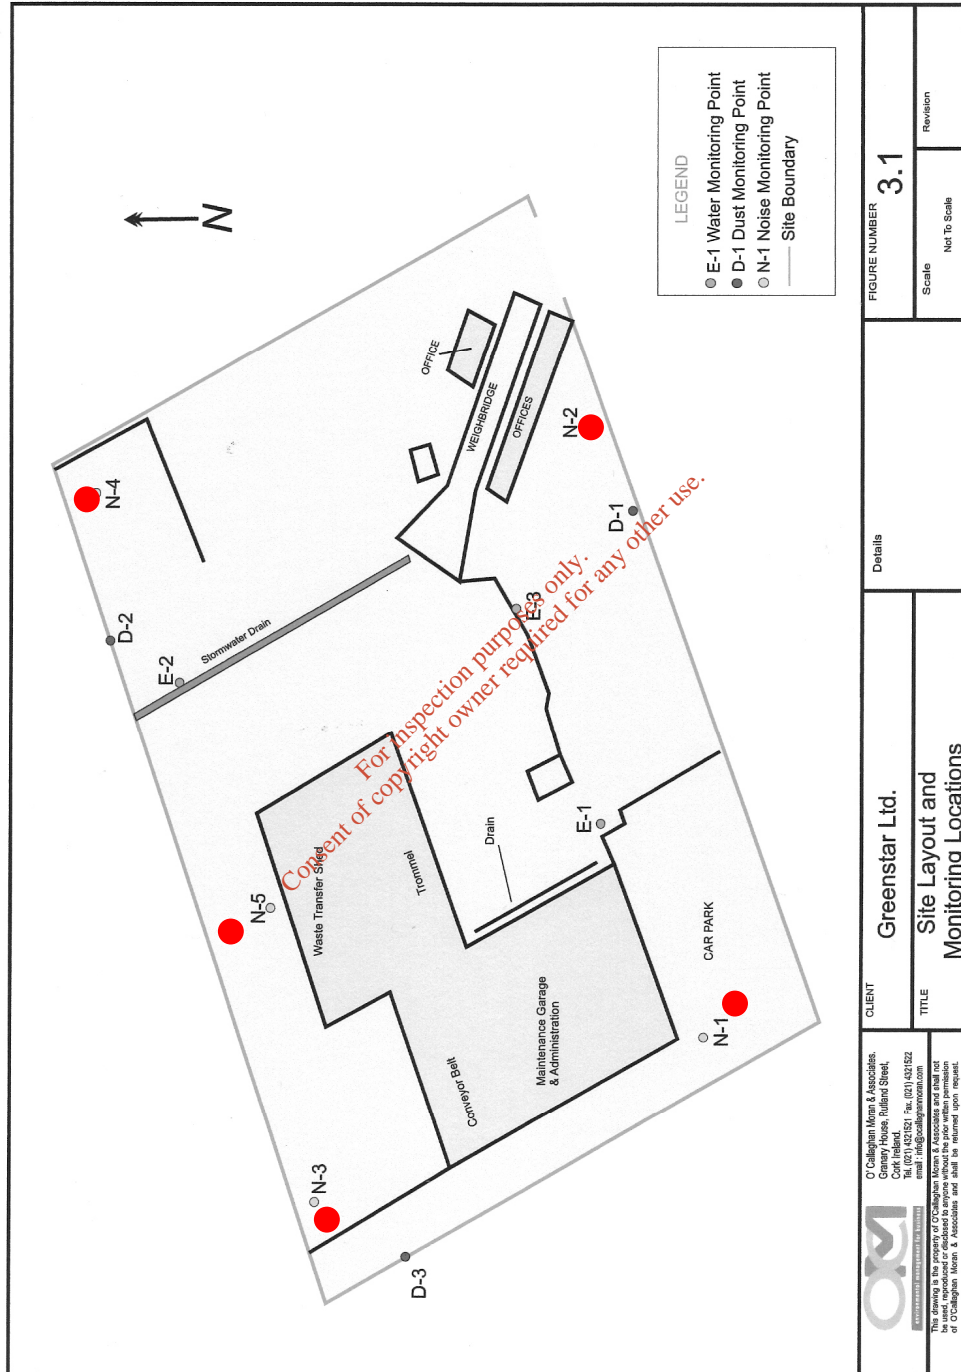 N
LEGEND
E-1 Water Monitoring Point
D-1 Dust Monitoring Point
N-1 Noise Monitoring Point
Site Boundary
N-4
D-2
E-2
Stormwater Drain
OFFICE
WEIGHBRIDGE
OFFICES
N-2
D-1
E-3
N-5
Waste Transfer Shed
Trommel
Drain
E-1
CAR PARK
Maintenance Garage
& Administration
Conveyor Belt
N-1
N-3
D-3
For inspection purposes only.
Consent of copyright owner required for any other use.
O' Callaghan Moran & Associates.
Granary House, Rutland Street,
Cork Ireland.
Tel. (021) 4321521 Fax. (021) 4321522
email : info@ocallaghanmoran.com
environmental management for business
This drawing is the property of O'Callaghan Moran & Associates and shall not
be used, reproduced or disclosed to anyone without the prior written permission
of O'Callaghan Moran & Associates and shall be returned upon request.
CLIENT
Greenstar Ltd.
TITLE
Site Layout and
Monitoring Locations
Details
FIGURE NUMBER
3.1
Scale
Not To Scale
Revision